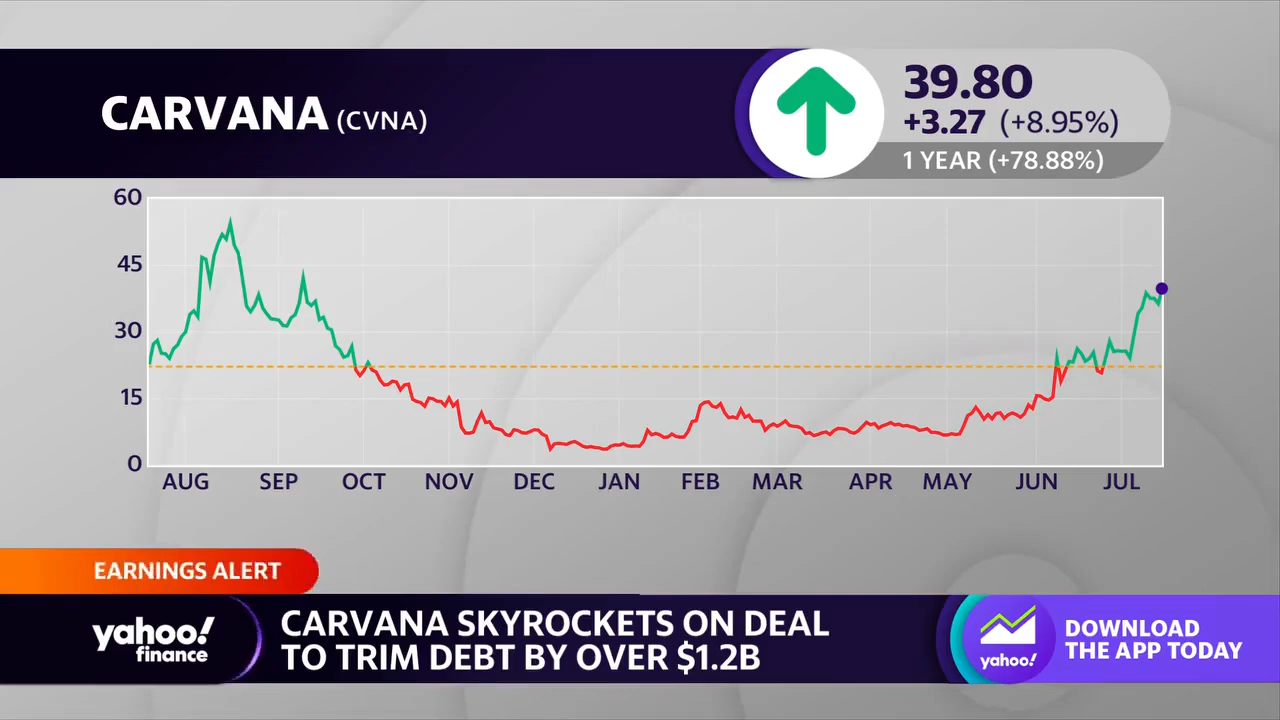 CARVANA (CVNA)
39.80
+3.27 (+8.95%)
1 YEAR (+78.88%)
60
45
30
15
0
AUG SEP OCT NOV DEC JAN FEB MAR APR MAY JUN JUL
EARNINGS ALERT
yahoo!
finance
CARVANA SKYROCKETS ON DEAL
TO TRIM DEBT BY OVER $1.2B
yahoo!
DOWNLOAD
THE APP TODAY